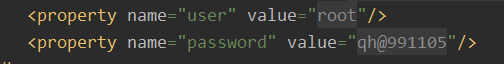 <property name="user" value="root"/>
<property name="password" value="qh@991105"/>